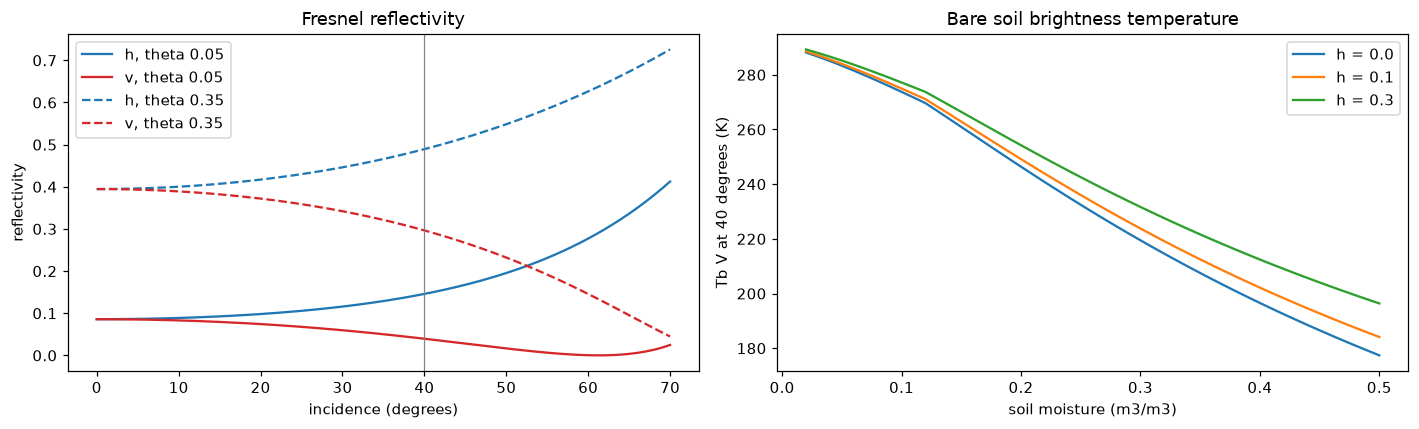 Fresnel reflectivity
h, theta 0.05
v, theta 0.05
h, theta 0.35
v, theta 0.35
reflectivity
0.7
0.6
0.5
0.4
0.3
0.2
0.1
0.0
0 10 20 30 40 50 60 70
incidence (degrees)
Bare soil brightness temperature
h = 0.0
h = 0.1
h = 0.3
Tb V at 40 degrees (K)
280
260
240
220
200
180
0.0 0.1 0.2 0.3 0.4 0.5
soil moisture (m3/m3)